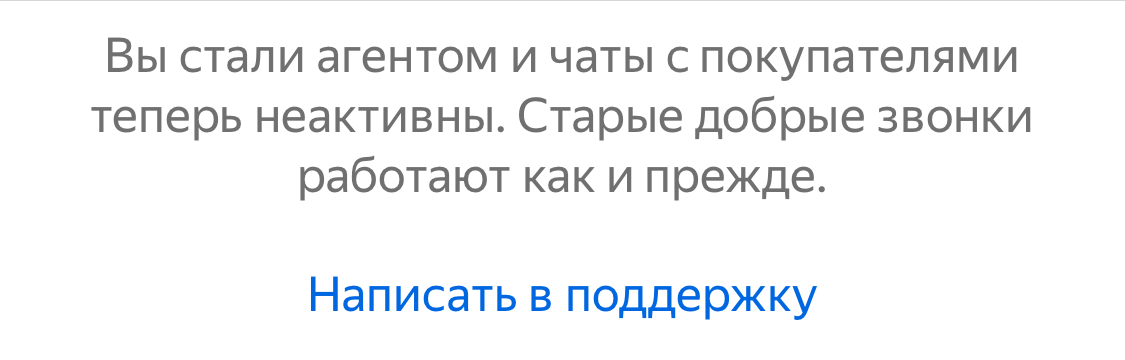 Вы стали агентом и чаты с покупателями
теперь неактивны. Старые добрые звонки
работают как и прежде.
Написать в поддержку